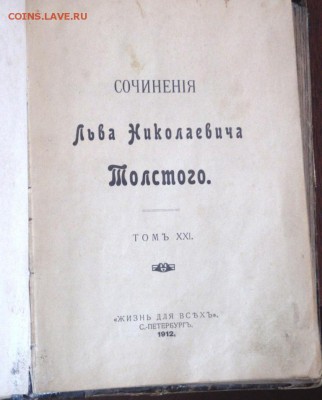 COINS.LAVE.RU
СОЧИНЕНІЯ
Льва Николаевича
Толстого.
ТОМЪ XXI.
«ЖИЗНЬ ДЛЯ ВСѢХЪ».
С.-ПЕТЕРБУРГЪ.
1912.